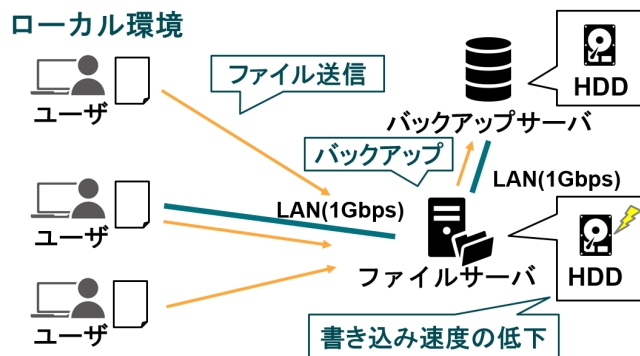 ローカル環境
ファイル送信
ユーザ
HDD
バックアップサーバ
バックアップ
LAN(1Gbps)
LAN(1Gbps)
ユーザ
ファイルサーバ
HDD
ユーザ
書き込み速度の低下